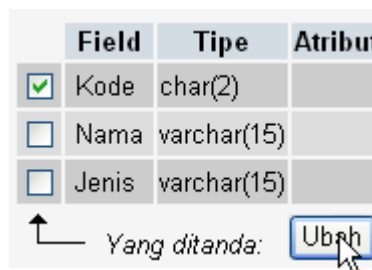 Field Tipe Atribut
Kode char(2)
Nama varchar(15)
Jenis varchar(15)
Yang ditanda: Ubah